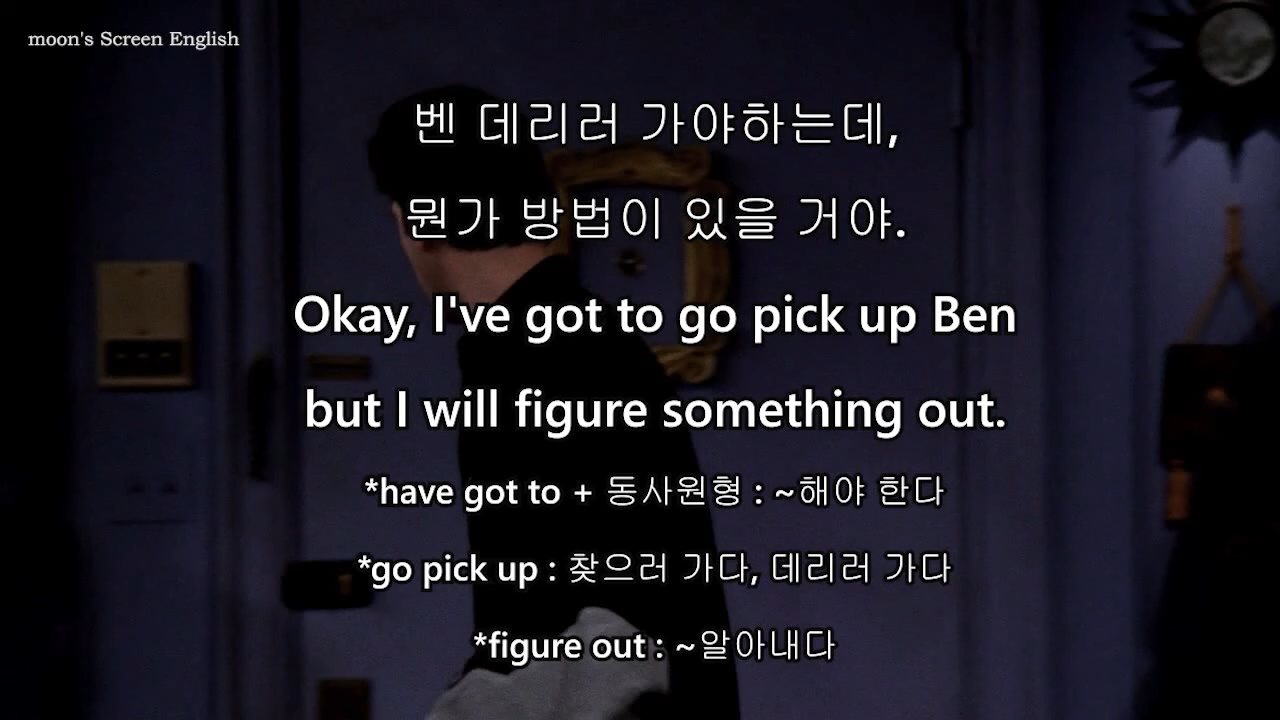 moon's Screen English
벤 데리러 가야하는데,
뭔가 방법이 있을 거야.
Okay, I've got to go pick up Ben
but I will figure something out.
*have got to + 동사원형 : ~해야 한다
*go pick up : 찾으러 가다, 데리러 가다
*figure out : ~알아내다